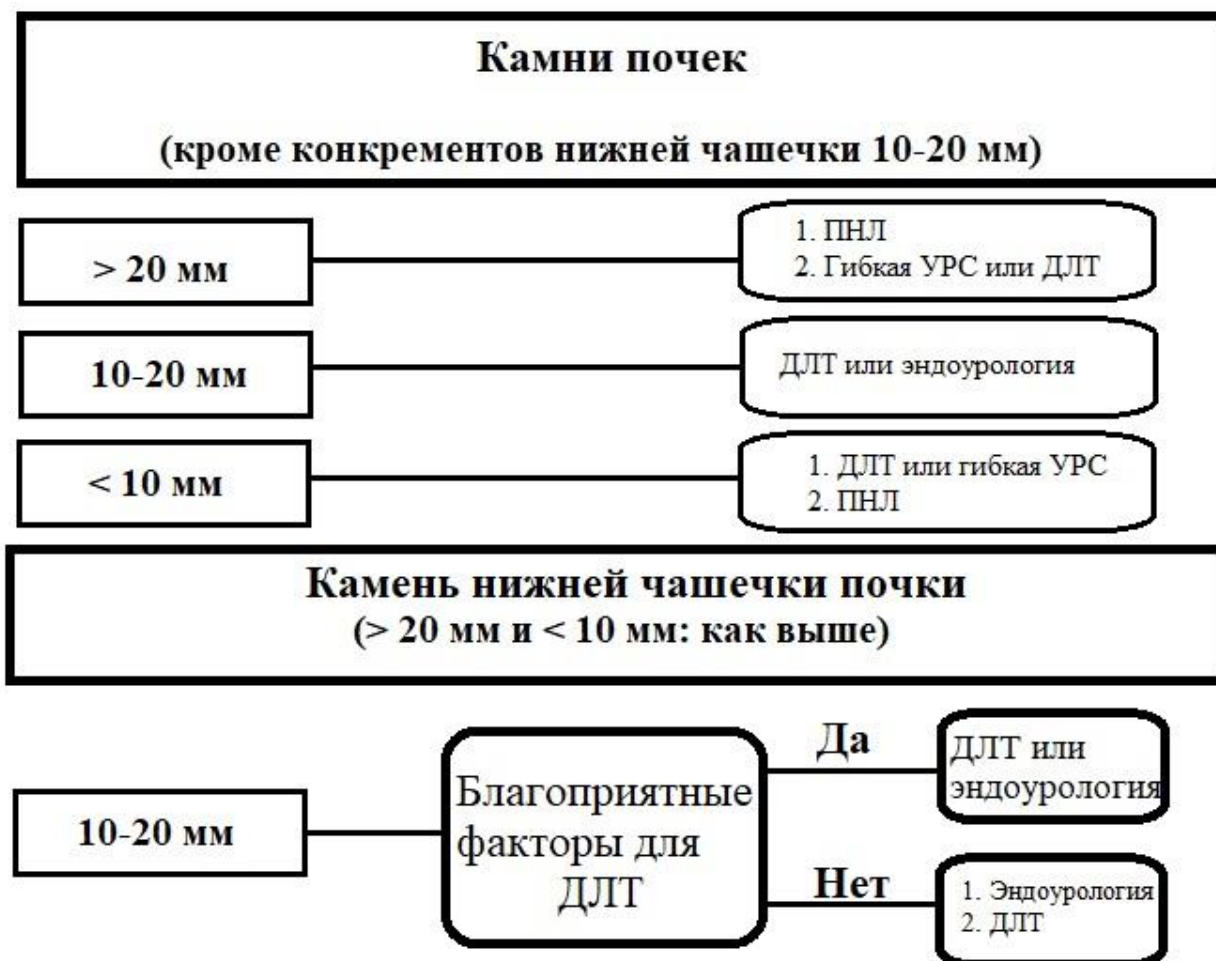 Камни почек
(кроме конкрементов нижней чашечки 10-20 мм)
> 20 мм
1. ПНЛ
2. Гибкая УРС или ДЛТ
10-20 мм
ДЛТ или эндоурология
< 10 мм
1. ДЛТ или гибкая УРС
2. ПНЛ
Камень нижней чашечки почки
(> 20 мм и < 10 мм: как выше)
10-20 мм
Благоприятные
факторы для
ДЛТ
Да
ДЛТ или
эндоурология
Нет
1. Эндоурология
2. ДЛТ